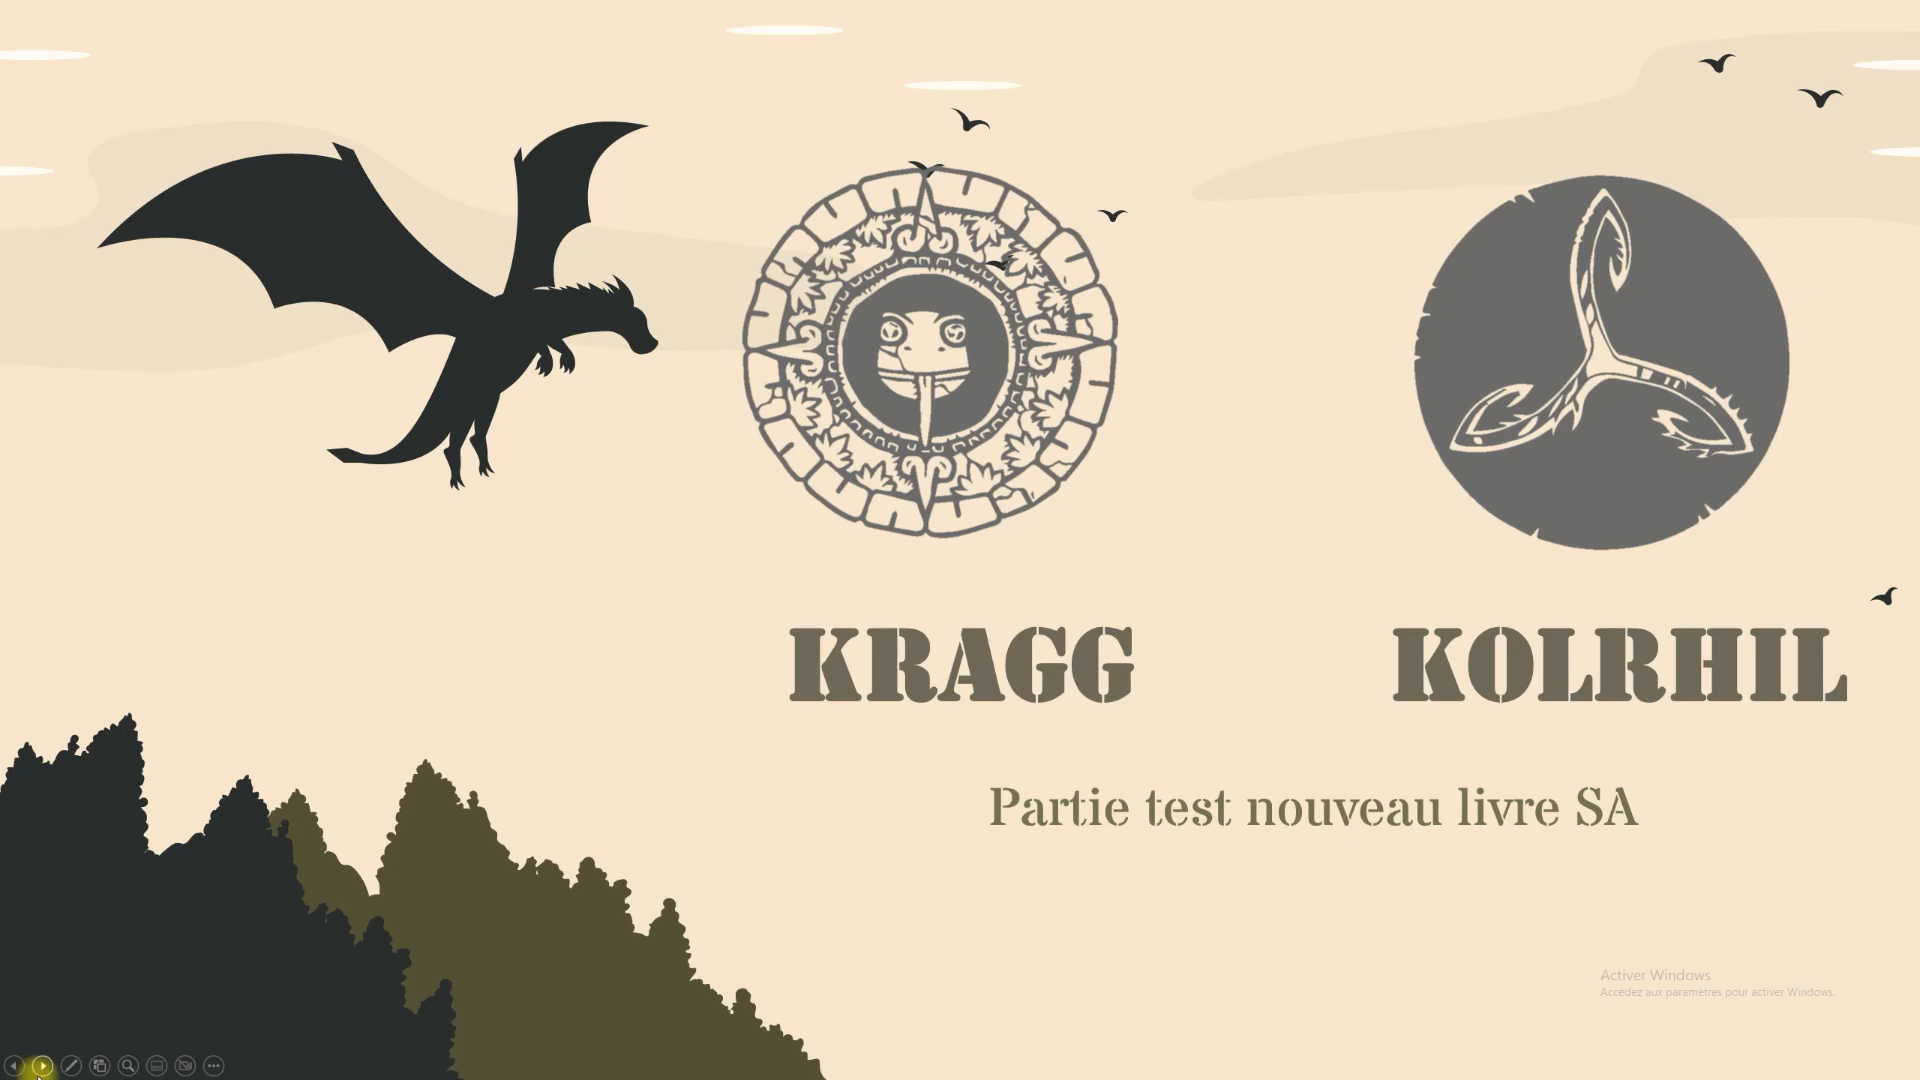 KRAGG
KOLRHIL
Partie test nouveau livre SA
Activer Windows
Accédez aux paramètres pour activer Windows.